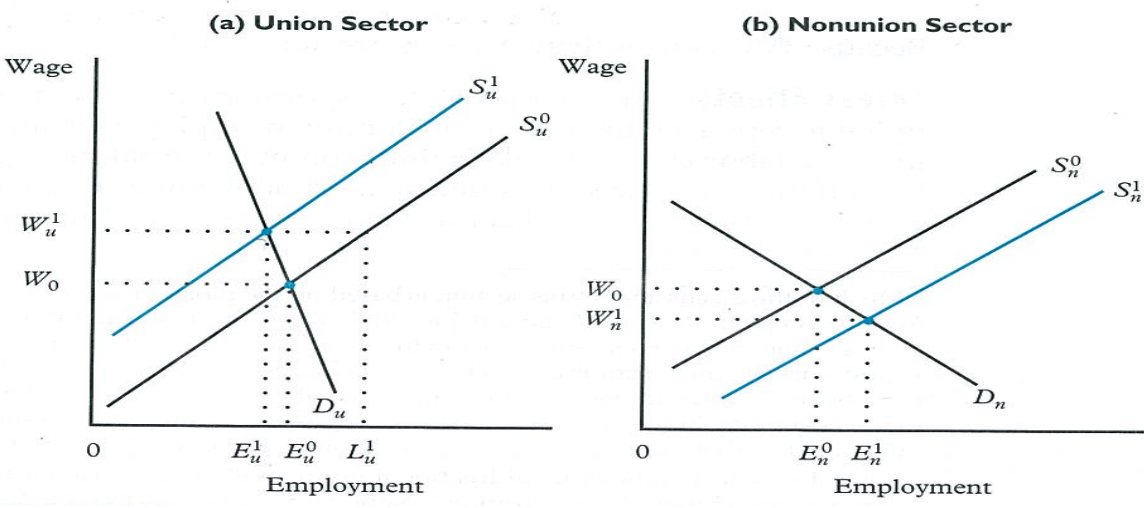 (a) Union Sector
Wage
S_u^1
S_u^0
W_u^1
W_0
D_u
0
E_u^1 E_u^0 L_u^1
Employment
(b) Nonunion Sector
Wage
S_n^0
S_n^1
W_0
W_n^1
D_n
0
E_n^0 E_n^1
Employment